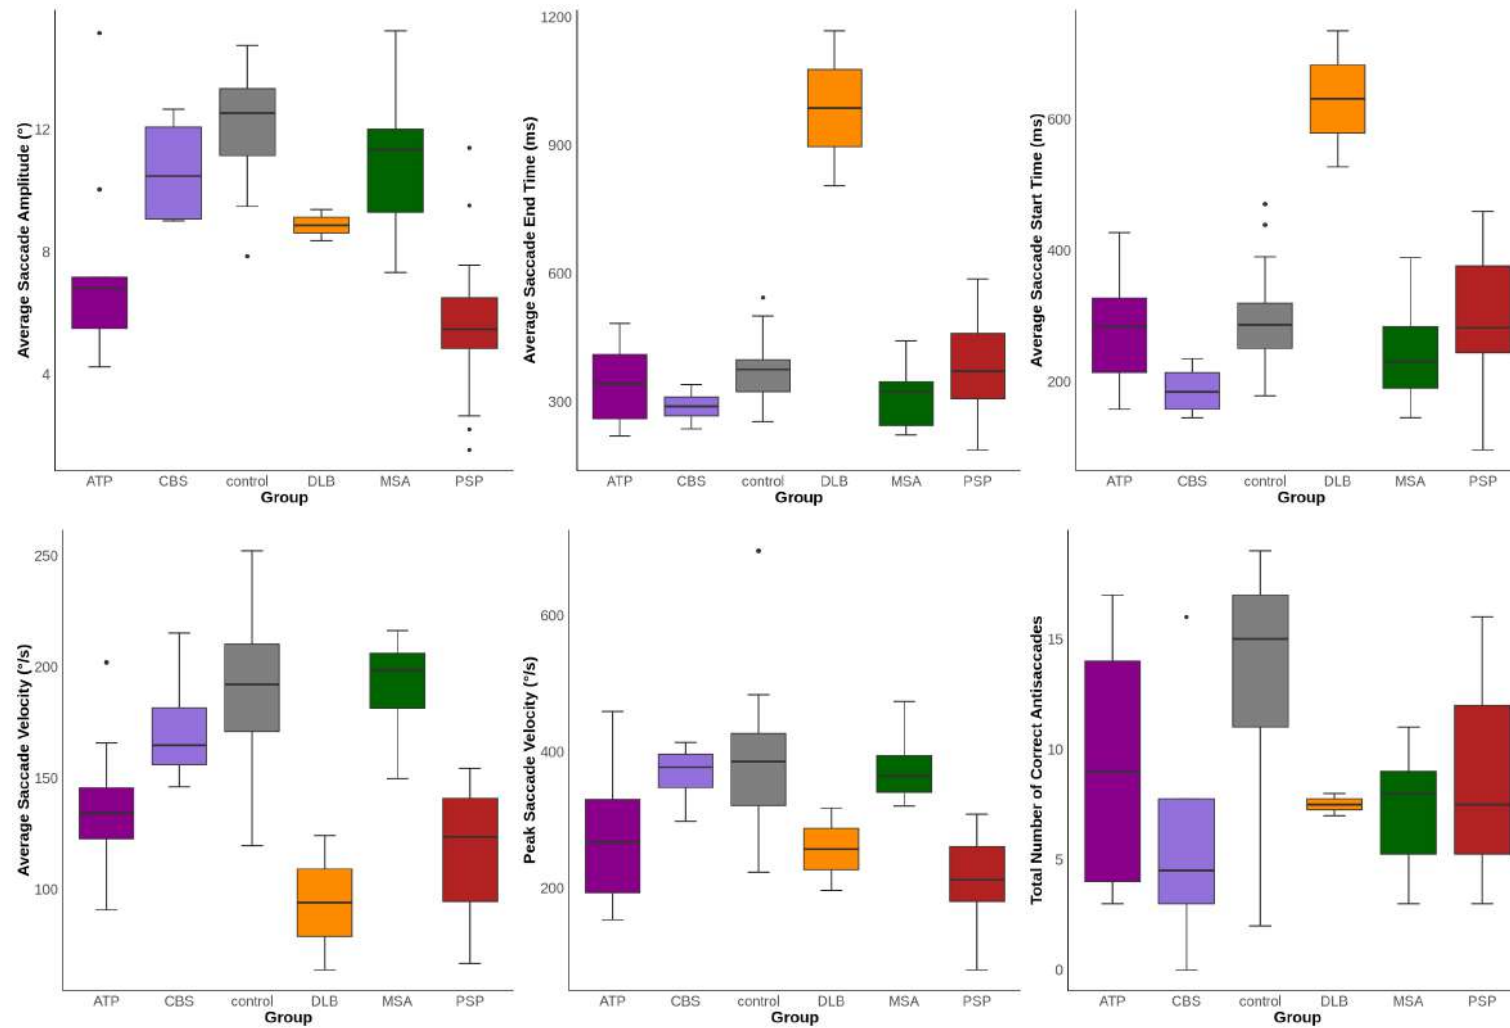 Average Saccade Amplitude (°)
12
8
4
ATP CBS control DLB MSA PSP
Group
Average Saccade End Time (ms)
1200
900
600
300
ATP CBS control DLB MSA PSP
Group
Average Saccade Start Time (ms)
600
400
200
ATP CBS control DLB MSA PSP
Group
Average Saccade Velocity (°/s)
250
200
150
100
ATP CBS control DLB MSA PSP
Group
Peak Saccade Velocity (°/s)
600
400
200
ATP CBS control DLB MSA PSP
Group
Total Number of Correct Antisaccades
15
10
5
0
ATP CBS control DLB MSA PSP
Group